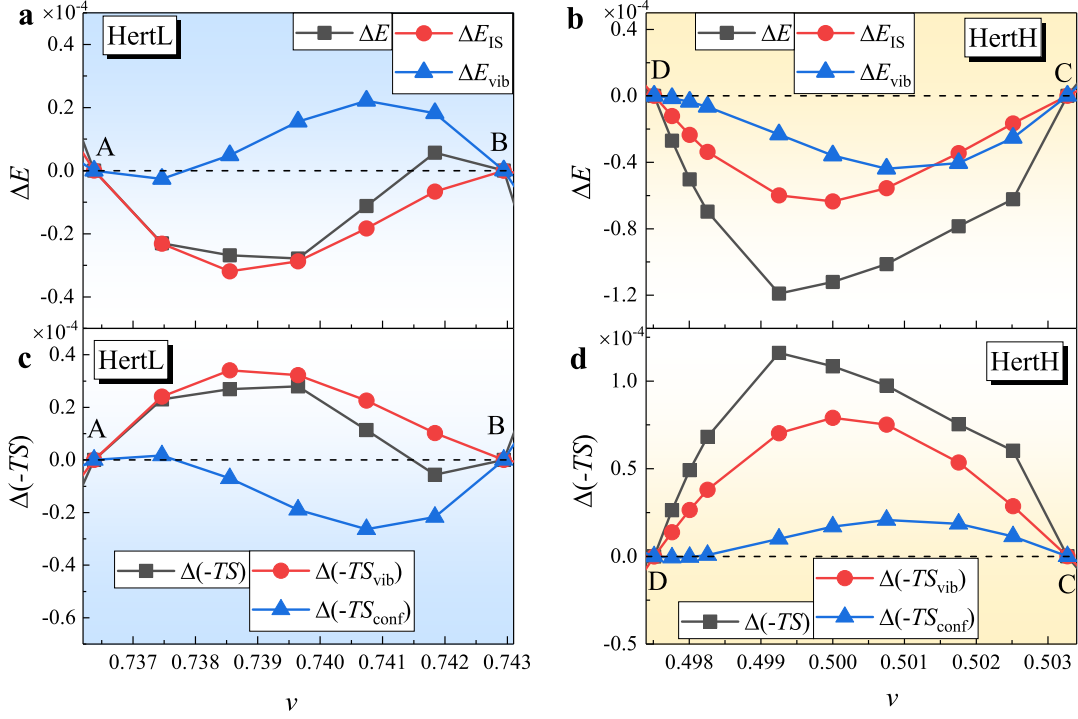 a
×10⁻⁴
HertL
ΔE
ΔE_IS
ΔE_vib
0.4
0.2
0.0
-0.2
-0.4
ΔE
A
B
b
×10⁻⁴
HertH
ΔE
ΔE_IS
ΔE_vib
0.4
0.0
-0.4
-0.8
-1.2
ΔE
D
C
c
×10⁻⁴
HertL
0.4
0.2
0.0
-0.2
-0.4
-0.6
Δ(-TS)
A
B
Δ(-TS)
Δ(-TS_vib)
Δ(-TS_conf)
0.737 0.738 0.739 0.740 0.741 0.742 0.743
v
d
×10⁻⁴
HertH
1.0
0.5
0.0
-0.5
Δ(-TS)
D
C
Δ(-TS)
Δ(-TS_vib)
Δ(-TS_conf)
0.498 0.499 0.500 0.501 0.502 0.503
v